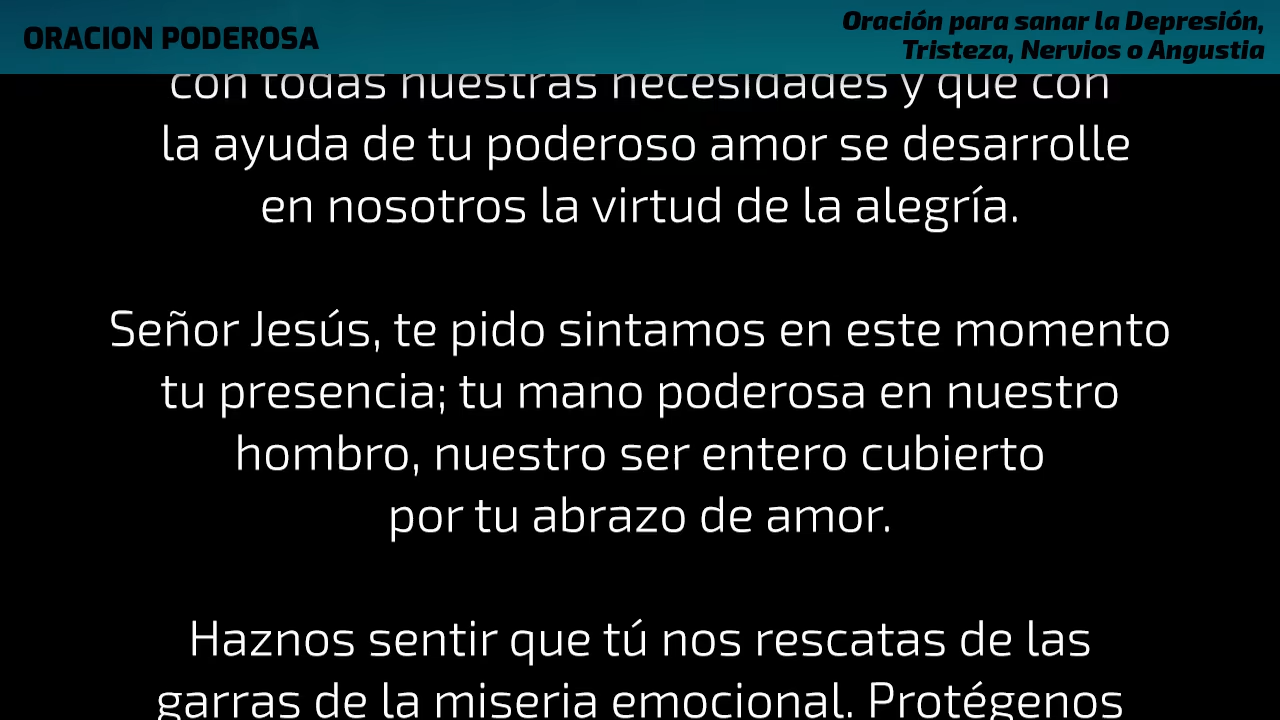 ORACION PODEROSA
Oración para sanar la Depresión,
Tristeza, Nervios o Angustia
con todas nuestras necesidades y que con
la ayuda de tu poderoso amor se desarrolle
en nosotros la virtud de la alegría.
Señor Jesús, te pido sintamos en este momento
tu presencia; tu mano poderosa en nuestro
hombro, nuestro ser entero cubierto
por tu abrazo de amor.
Haznos sentir que tú nos rescatas de las
garras de la miseria emocional. Protégenos